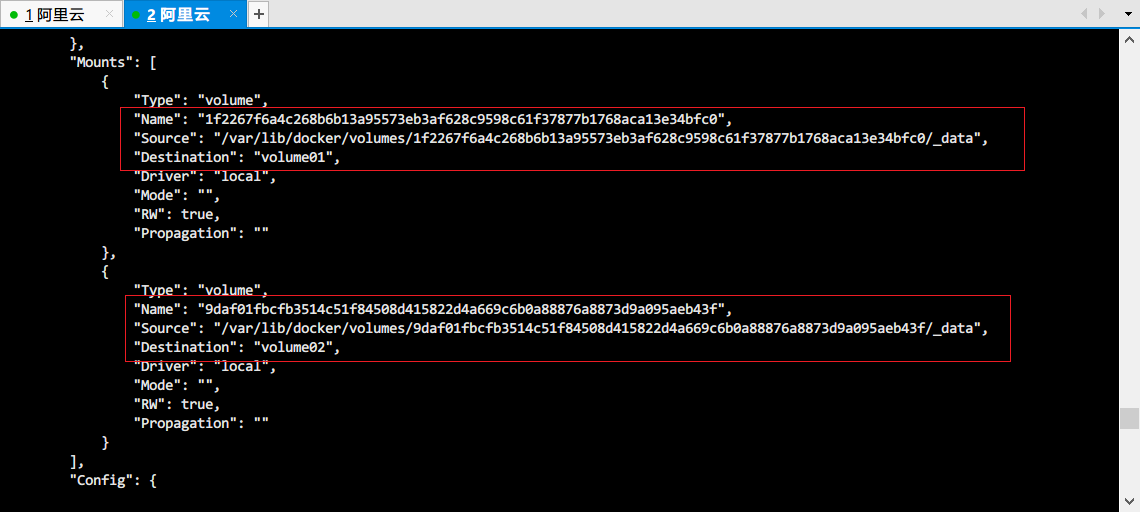 1 阿里云 × 2 阿里云 × +
},
"Mounts": [
{
"Type": "volume",
"Name": "1f2267f6a4c268b6b13a95573eb3af628c9598c61f37877b1768aca13e34bfc0",
"Source": "/var/lib/docker/volumes/1f2267f6a4c268b6b13a95573eb3af628c9598c61f37877b1768aca13e34bfc0/_data",
"Destination": "volume01",
"Driver": "local",
"Mode": "",
"RW": true,
"Propagation": ""
},
{
"Type": "volume",
"Name": "9daf01fbcfb3514c51f84508d415822d4a669c6b0a88876a8873d9a095aeb43f",
"Source": "/var/lib/docker/volumes/9daf01fbcfb3514c51f84508d415822d4a669c6b0a88876a8873d9a095aeb43f/_data",
"Destination": "volume02",
"Driver": "local",
"Mode": "",
"RW": true,
"Propagation": ""
}
],
"Config": {